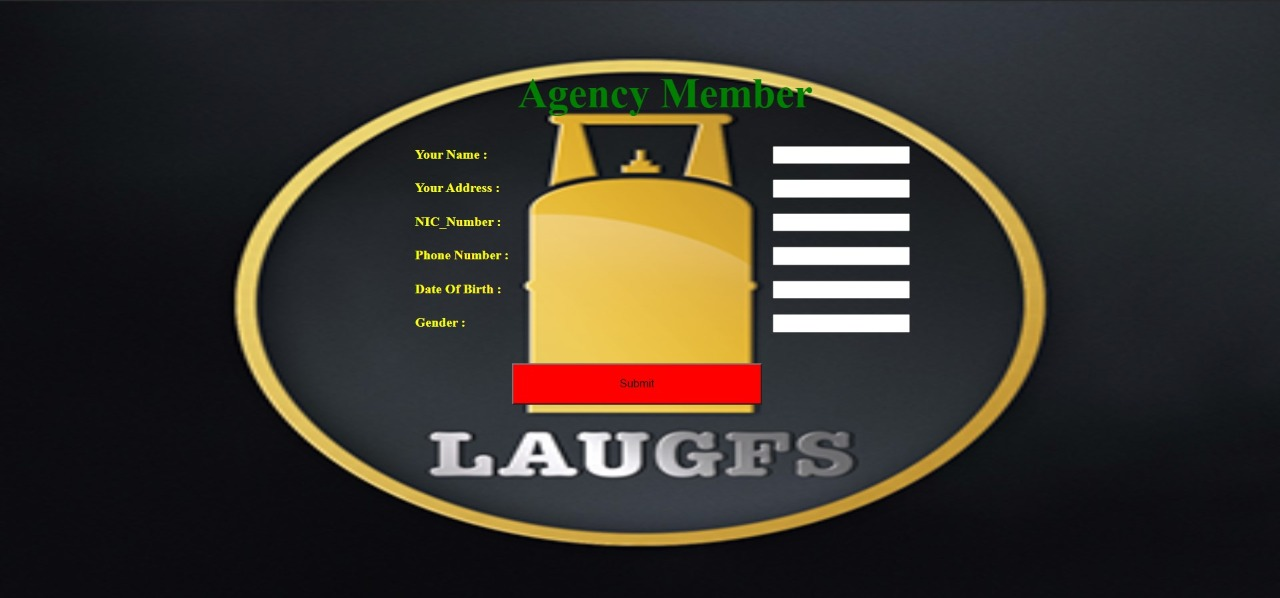 Agency Member
Your Name :
Your Address :
NIC_Number :
Phone Number :
Date Of Birth :
Gender :
Submit
LAUGFS